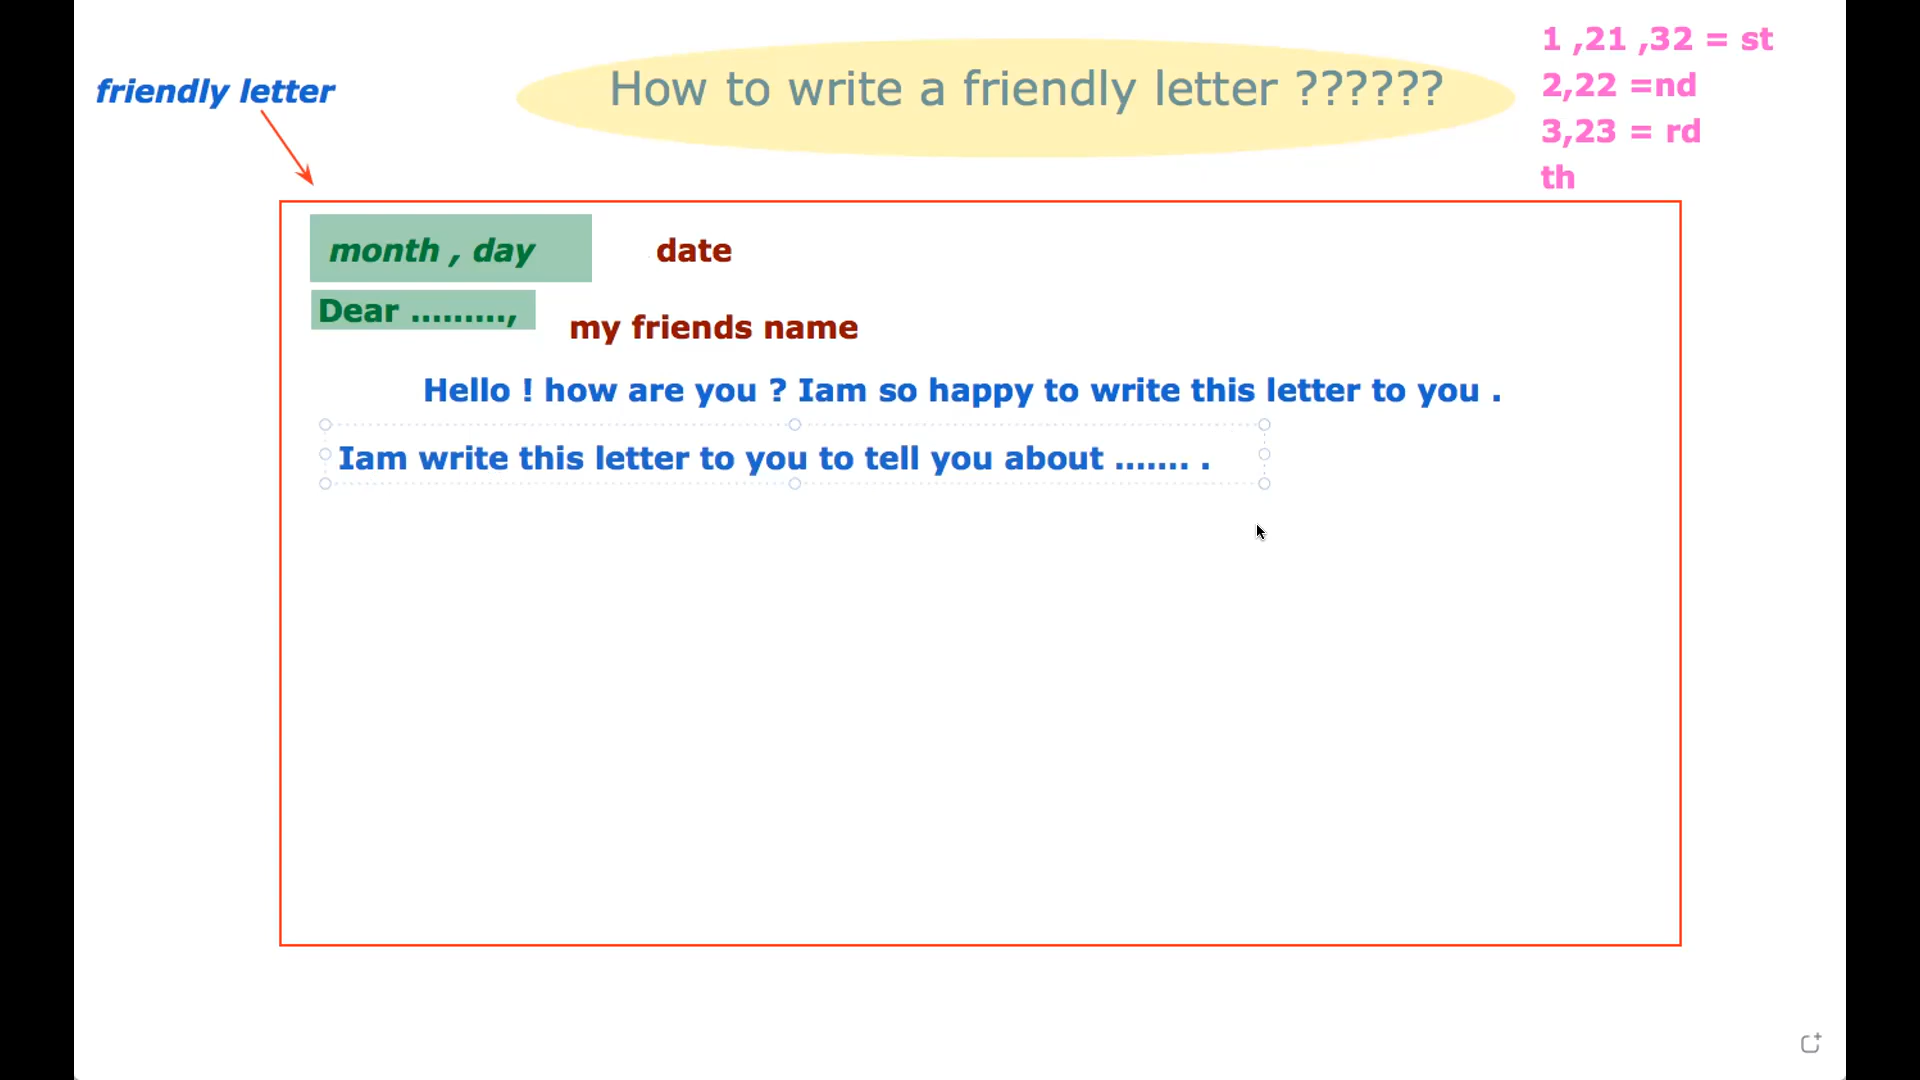 friendly letter
How to write a friendly letter ??????
1 ,21 ,32 = st
2,22 =nd
3,23 = rd
th
month , day
date
Dear .........,
my friends name
Hello ! how are you ? Iam so happy to write this letter to you .
Iam write this letter to you to tell you about ....... .